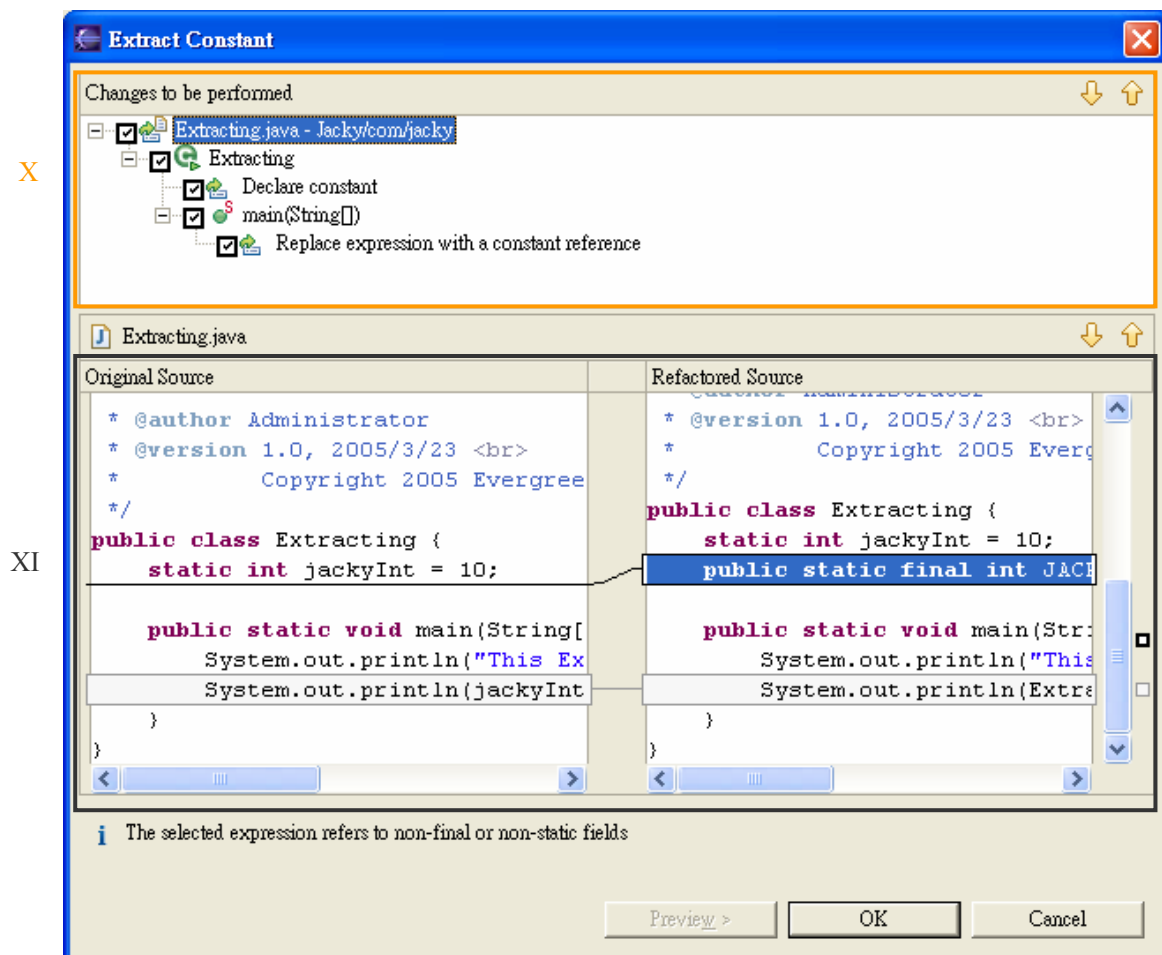 Extract Constant
Changes to be performed
Extracting.java - Jacky/com/jacky
Extracting
X
Declare constant
main(String[])
Replace expression with a constant reference
Extracting.java
Original Source
* @author Administrator
* @version 1.0, 2005/3/23 <br>
* Copyright 2005 Evergree
*/
public class Extracting {
static int jackyInt = 10;
public static void main(String[
System.out.println("This Ex
System.out.println(jackyInt
}
}
Refactored Source
* @version 1.0, 2005/3/23 <br>
* Copyright 2005 Everg
*/
public class Extracting {
static int jackyInt = 10;
public static final int JACK
public static void main(Stri
System.out.println("This
System.out.println(Extra
}
}
XI
The selected expression refers to non-final or non-static fields
Preview >
OK
Cancel